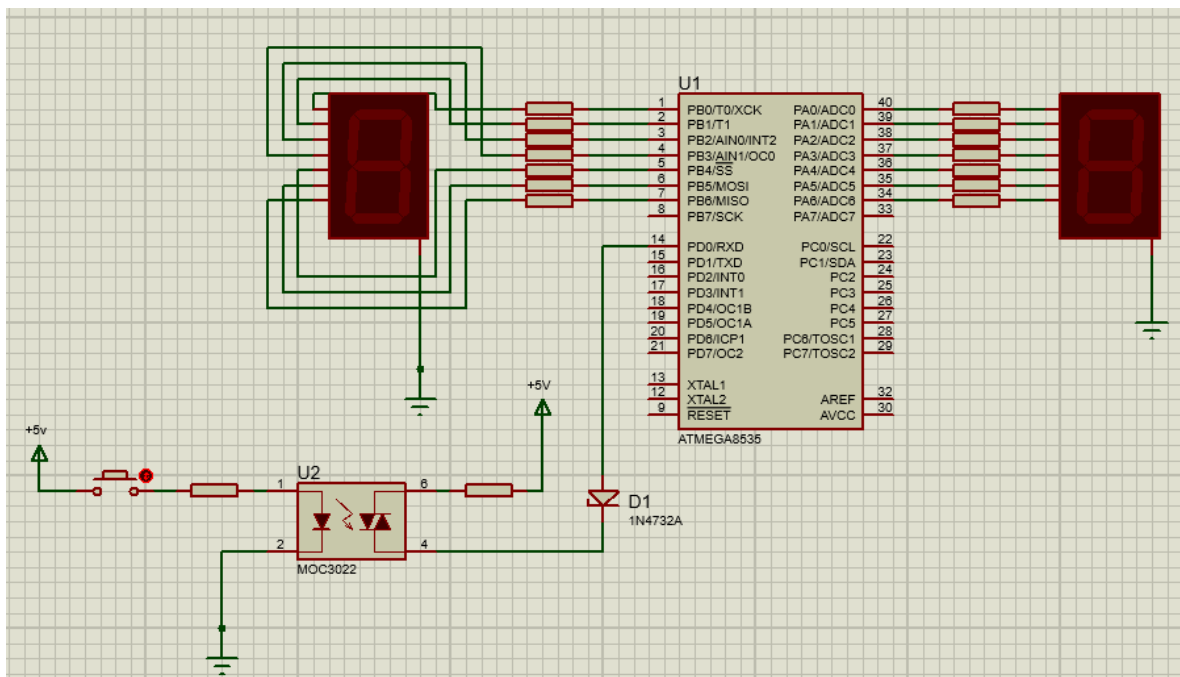 U1
1 PB0/T0/XCK PA0/ADC0 40
2 PB1/T1 PA1/ADC1 39
3 PB2/AIN0/INT2 PA2/ADC2 38
4 PB3/AIN1/OC0 PA3/ADC3 37
5 PB4/SS PA4/ADC4 36
6 PB5/MOSI PA5/ADC5 35
7 PB6/MISO PA6/ADC6 34
8 PB7/SCK PA7/ADC7 33
14 PD0/RXD PC0/SCL 22
15 PD1/TXD PC1/SDA 23
16 PD2/INT0 PC2 24
17 PD3/INT1 PC3 25
18 PD4/OC1B PC4 26
19 PD5/OC1A PC5 27
20 PD6/ICP1 PC6/TOSC1 28
21 PD7/OC2 PC7/TOSC2 29
13 XTAL1
12 XTAL2 AREF 32
9 RESET AVCC 30
ATMEGA8535
+5V
+5v
U2
1 6
2 4
MOC3022
D1
1N4732A